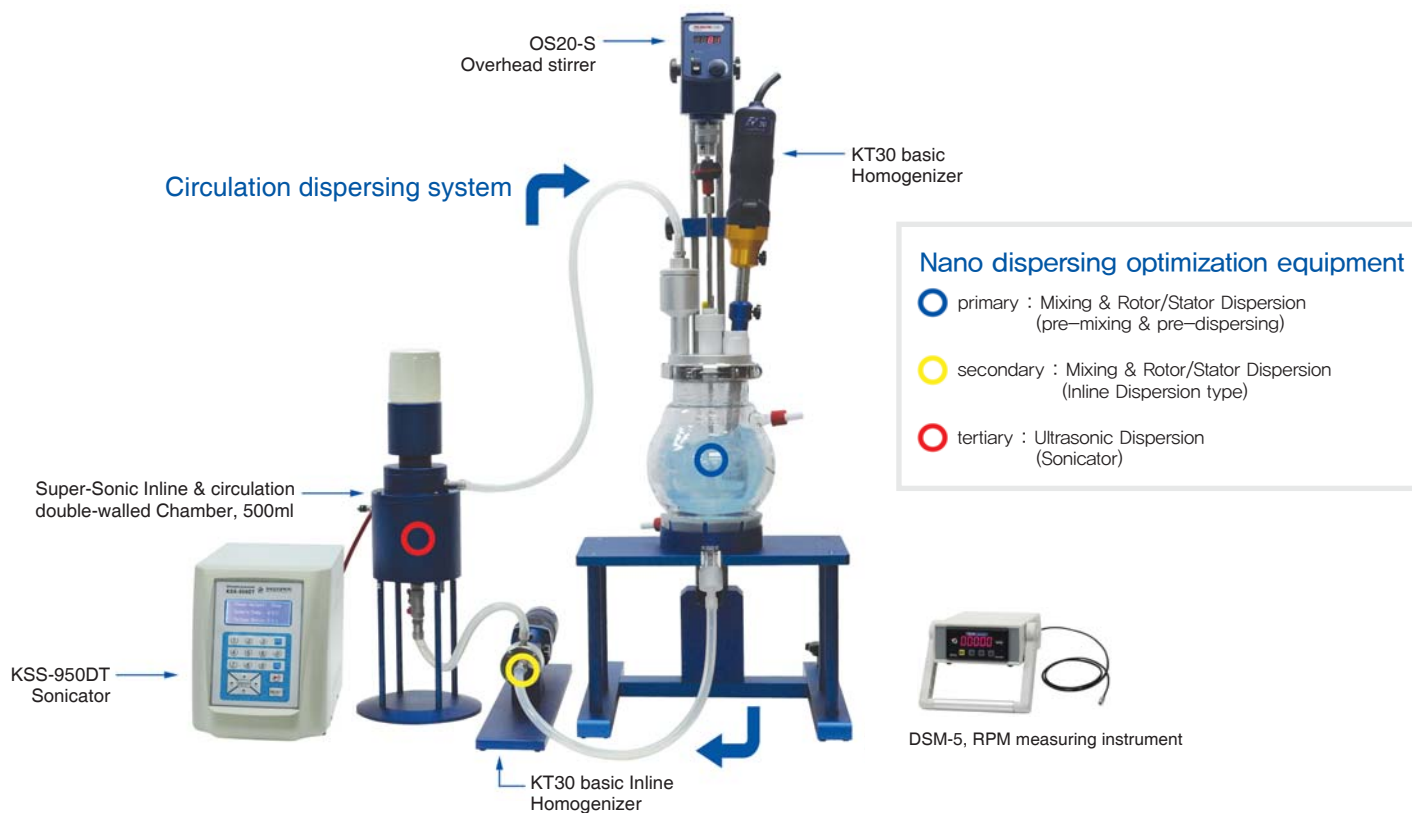 OS20-S
Overhead stirrer
KT30 basic
Homogenizer
Circulation dispersing system
Nano dispersing optimization equipment
primary : Mixing & Rotor/Stator Dispersion
(pre-mixing & pre-dispersing)
secondary : Mixing & Rotor/Stator Dispersion
(Inline Dispersion type)
tertiary : Ultrasonic Dispersion
(Sonicator)
Super-Sonic Inline & circulation
double-walled Chamber, 500ml
KSS-950DT
Sonicator
DSM-5, RPM measuring instrument
KT30 basic Inline
Homogenizer